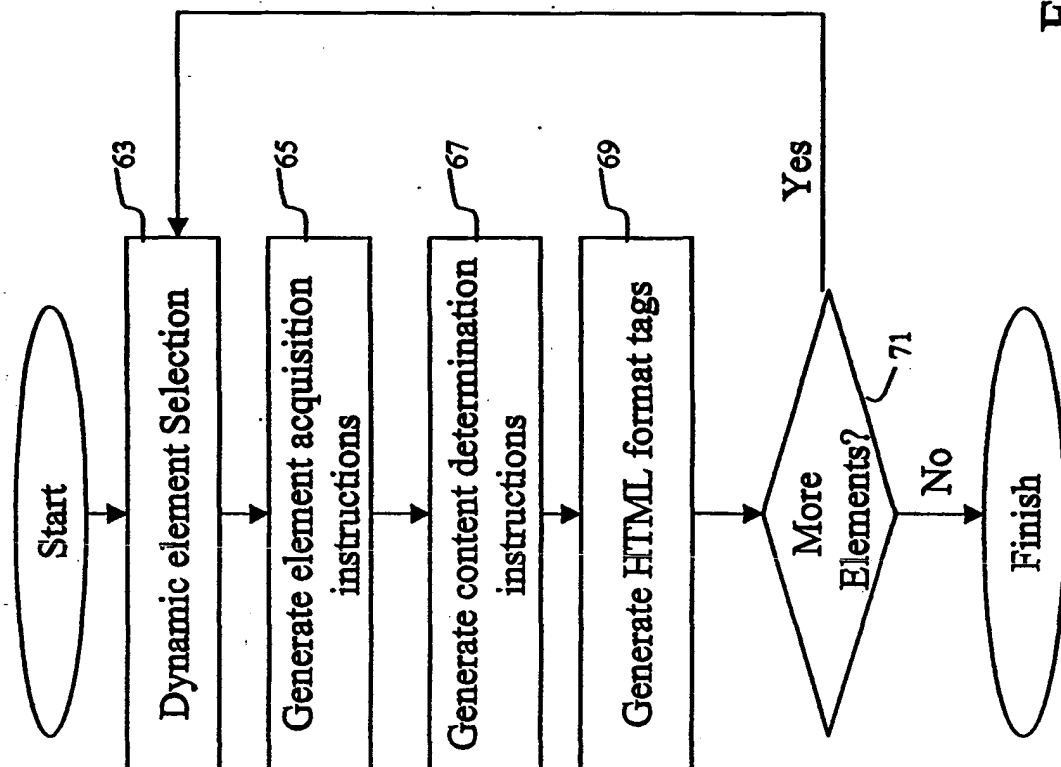 Start
63
Dynamic element Selection
65
Generate element acquisition
instructions
67
Generate content determination
instructions
69
Generate HTML format tags
More
Elements?
71
Yes
No
Finish